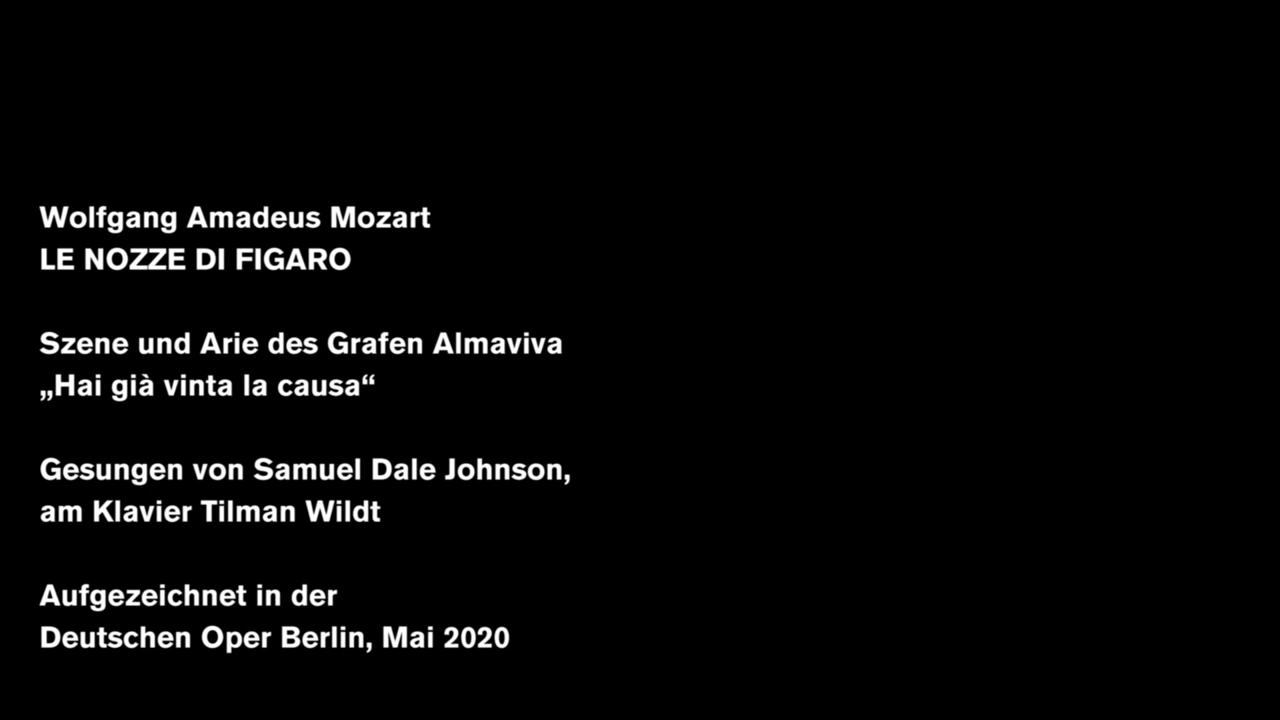 Wolfgang Amadeus Mozart
LE NOZZE DI FIGARO
Szene und Arie des Grafen Almaviva
„Hai già vinta la causa“
Gesungen von Samuel Dale Johnson,
am Klavier Tilman Wildt
Aufgezeichnet in der
Deutschen Oper Berlin, Mai 2020